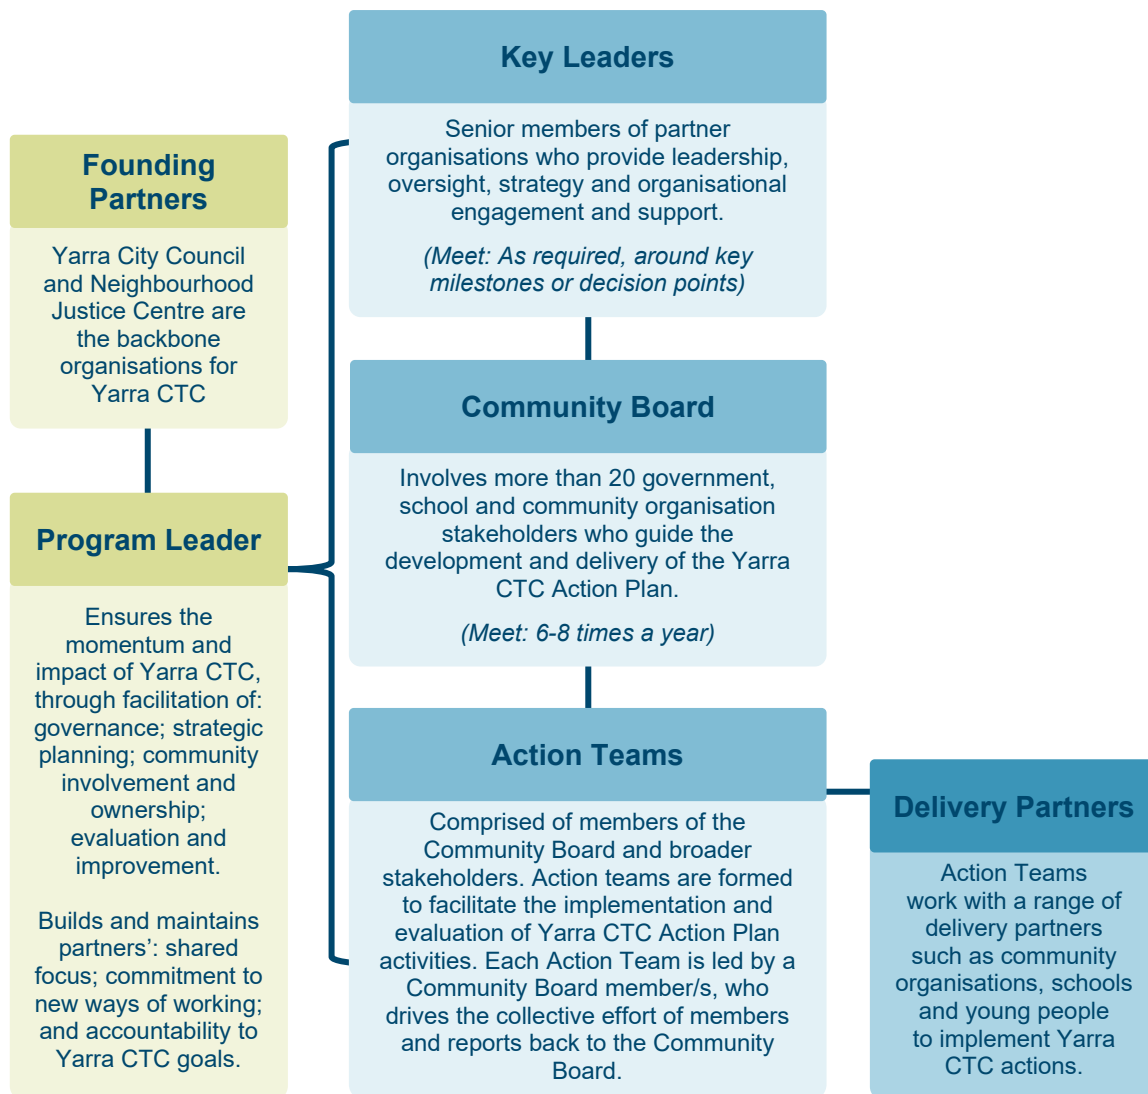 Founding
Partners
Yarra City Council
and Neighbourhood
Justice Centre are
the backbone
organisations for
Yarra CTC
Program Leader
Ensures the
momentum and
impact of Yarra CTC,
through facilitation of:
governance; strategic
planning; community
involvement and
ownership;
evaluation and
improvement.
Builds and maintains
partners’: shared
focus; commitment to
new ways of working;
and accountability to
Yarra CTC goals.
Key Leaders
Senior members of partner
organisations who provide leadership,
oversight, strategy and organisational
engagement and support.
(Meet: As required, around key
milestones or decision points)
Community Board
Involves more than 20 government,
school and community organisation
stakeholders who guide the
development and delivery of the Yarra
CTC Action Plan.
(Meet: 6-8 times a year)
Action Teams
Comprised of members of the
Community Board and broader
stakeholders. Action teams are formed
to facilitate the implementation and
evaluation of Yarra CTC Action Plan
activities. Each Action Team is led by a
Community Board member/s, who
drives the collective effort of members
and reports back to the Community
Board.
Delivery Partners
Action Teams
work with a range of
delivery partners
such as community
organisations, schools
and young people
to implement Yarra
CTC actions.